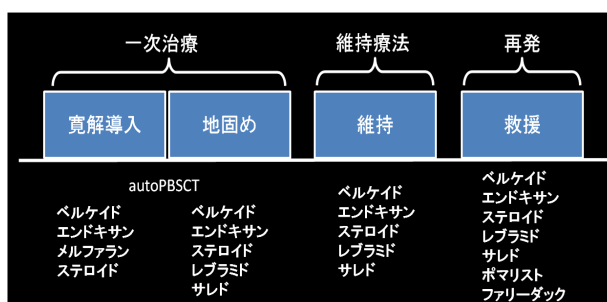 一次治療
維持療法
再発
寛解導入
地固め
維持
救援
autoPBSCT
ベルケイド
エンドキサン
メルファラン
ステロイド
ベルケイド
エンドキサン
ステロイド
レブラミド
サレド
ベルケイド
エンドキサン
ステロイド
レブラミド
サレド
ベルケイド
エンドキサン
ステロイド
レブラミド
サレド
ポマリスト
ファリーダック